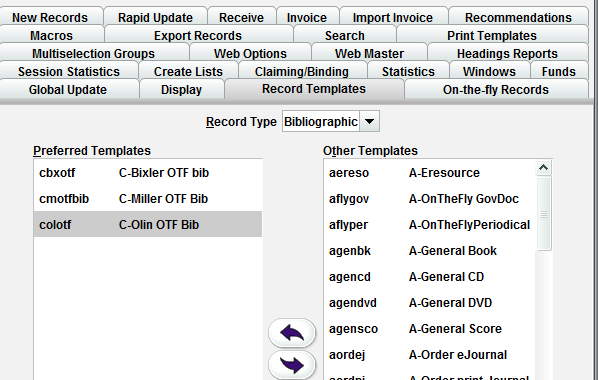 New Records Rapid Update Receive Invoice Import Invoice Recommendations
Macros Export Records Search Print Templates
Multiselection Groups Web Options Web Master Headings Reports
Session Statistics Create Lists Claiming/Binding Statistics Windows Funds
Global Update Display Record Templates On-the-fly Records
Record Type Bibliographic
Preferred Templates
cbxotf C-Bixler OTF bib
cmotfbib C-Miller OTF Bib
colotf C-Olin OTF Bib
Other Templates
aereso A-Eresource
aflygov A-OnTheFly GovDoc
aflyper A-OnTheFlyPeriodical
agenbk A-General Book
agencd A-General CD
agendvd A-General DVD
agensco A-General Score
aordej A-Order eJournal
A-Order print Journal